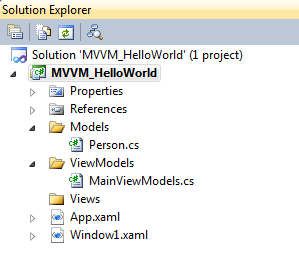 Solution Explorer
Solution 'MVVM_HelloWorld' (1 project)
MVVM_HelloWorld
Properties
References
Models
Person.cs
ViewModels
MainViewModels.cs
Views
App.xaml
Window1.xaml